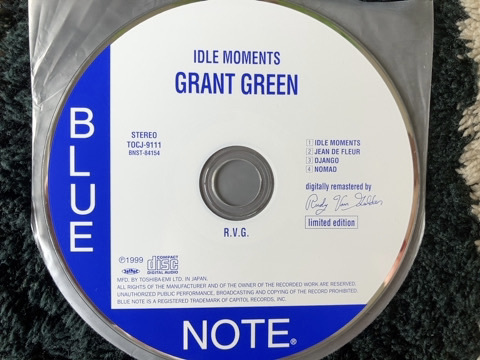 IDLE MOMENTS
GRANT GREEN
BLUE
STEREO
TOCJ-9111
BNST-84154
1 IDLE MOMENTS
2 JEAN DE FLEUR
3 DJANGO
4 NOMAD
digitally remastered by
Rudy Van Gelder
limited edition
R.V.G.
℗1999
COMPACT
disc
DIGITAL AUDIO
MFD. BY TOSHIBA-EMI LTD. IN JAPAN.
ALL RIGHTS OF THE MANUFACTURER AND OF THE OWNER OF THE RECORDED WORK ARE RESERVED.
UNAUTHORIZED PUBLIC PERFORMANCE, BROADCASTING AND COPYING OF THE RECORD PROHIBITED.
BLUE NOTE IS A REGISTERED TRADEMARK OF CAPITOL RECORDS, INC.
NOTE®